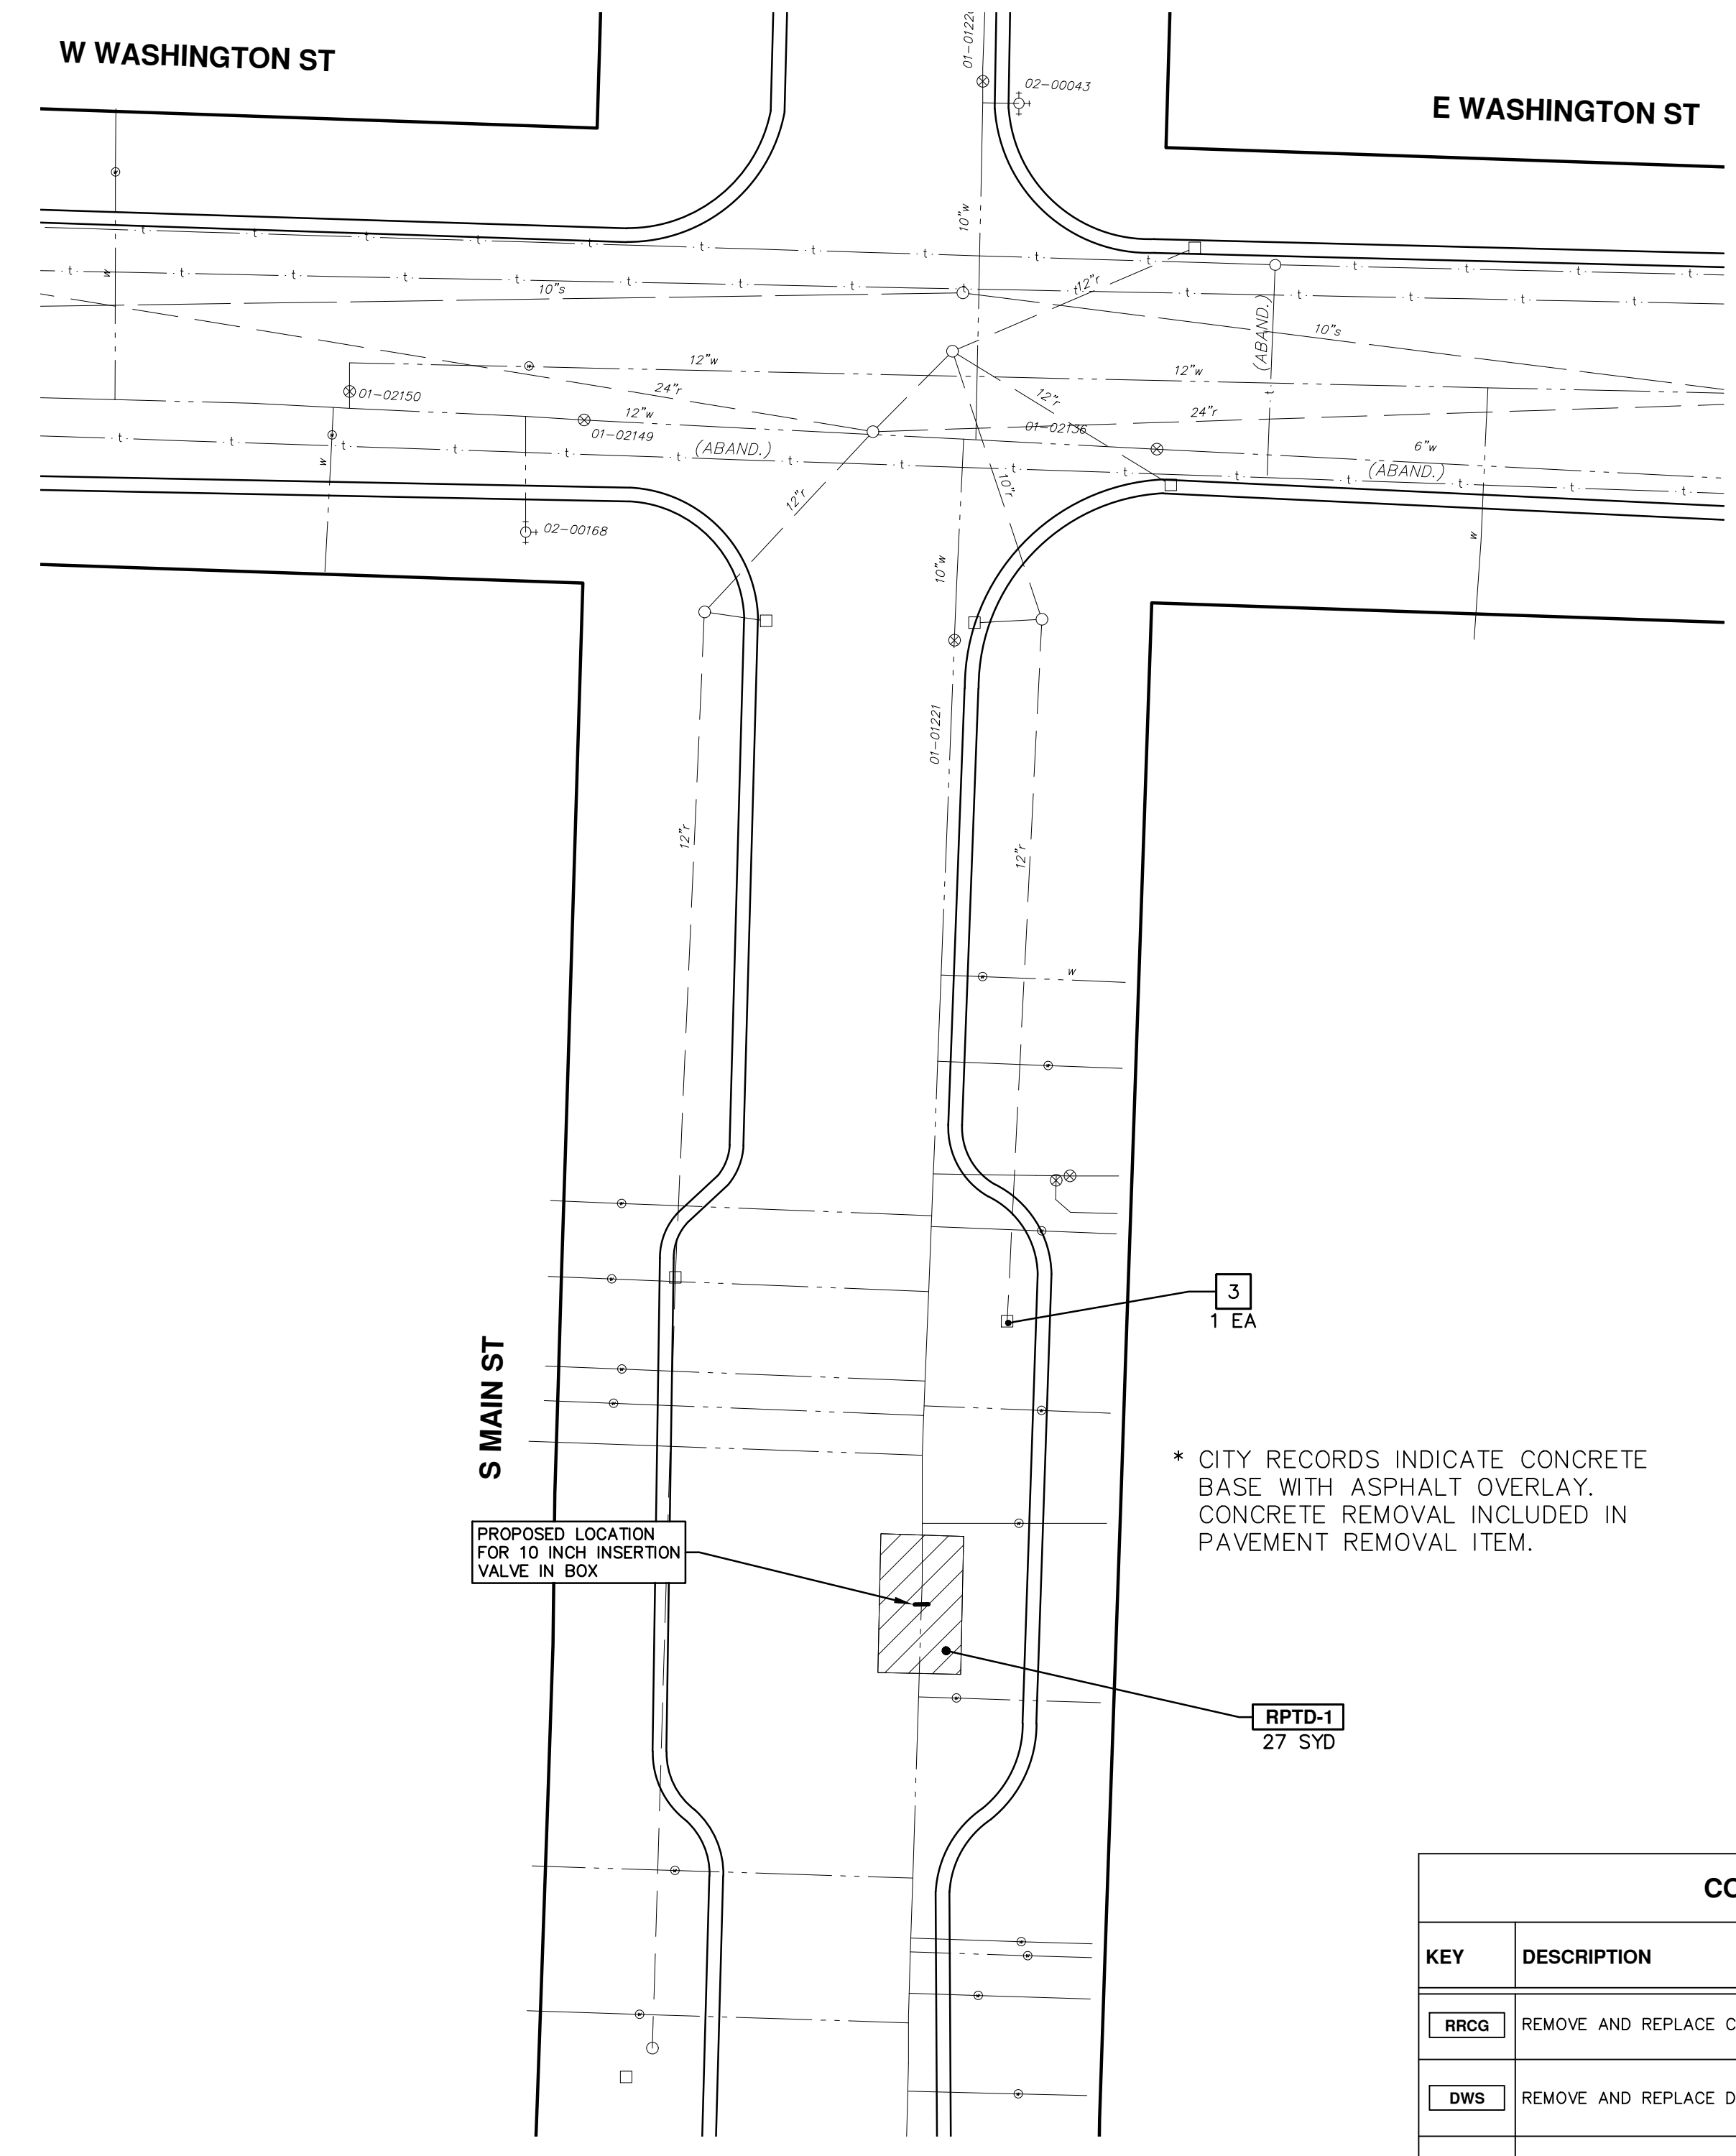 W WASHINGTON ST
E WASHINGTON ST
02-00043
10"w
t
w
10"s
12"r
10"s
(ABAND.)
12"w
12"w
24"r
24"r
01-02150
12"w
01-02149
(ABAND.)
12"r
01-02136
6"w
(ABAND.)
w
12"r
10"r
02-00168
10"w
w
01-01221
12"r
12"r
w
3
1 EA
S MAIN ST
* CITY RECORDS INDICATE CONCRETE
BASE WITH ASPHALT OVERLAY.
CONCRETE REMOVAL INCLUDED IN
PAVEMENT REMOVAL ITEM.
PROPOSED LOCATION
FOR 10 INCH INSERTION
VALVE IN BOX
RPTD-1
27 SYD
KEY
DESCRIPTION
RRCG
REMOVE AND REPLACE
DWS
REMOVE AND REPLACE